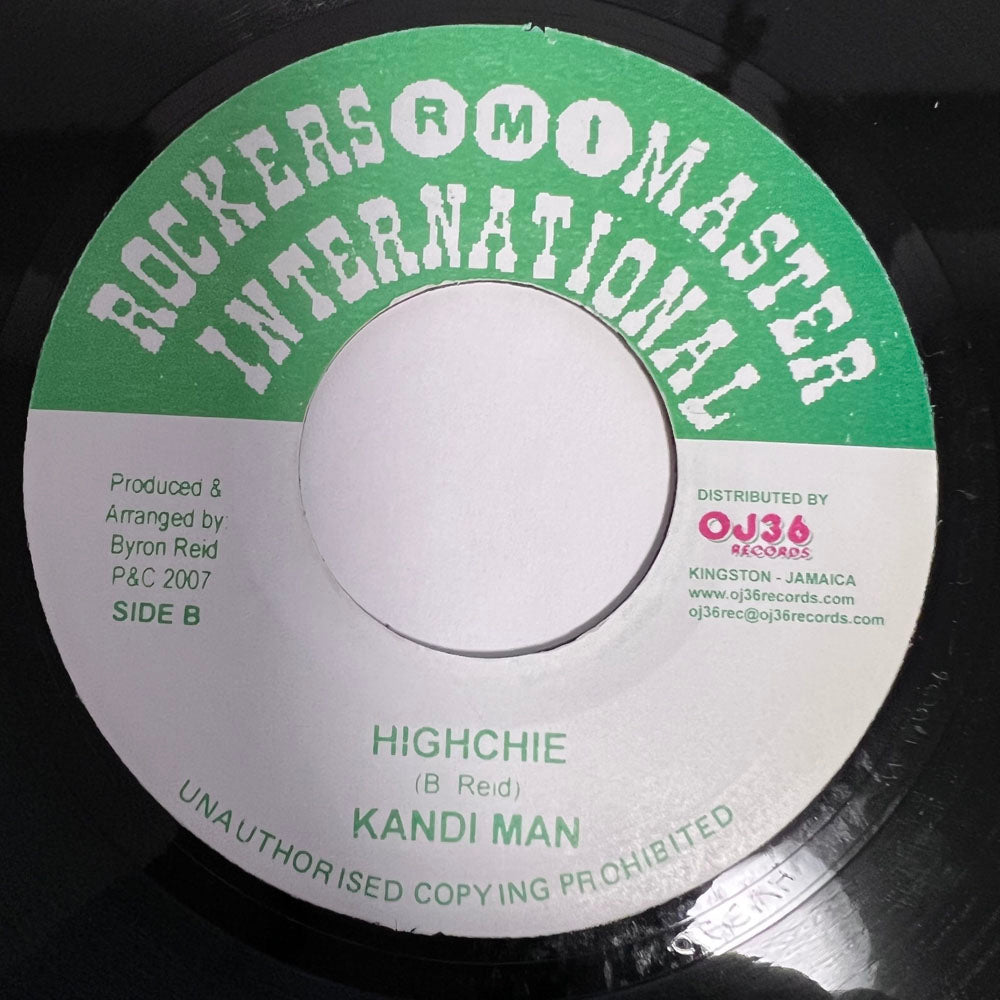 ROCKERS RMI MASTER
INTERNATIONAL
Produced &
Arranged by:
Byron Reid
P&C 2007
SIDE B
DISTRIBUTED BY
OJ36
RECORDS
KINGSTON - JAMAICA
www.oj36records.com
oj36rec@oj36records.com
HIGHCHIE
(B Reid)
KANDI MAN
UNAUTHORISED COPYING PROHIBITED